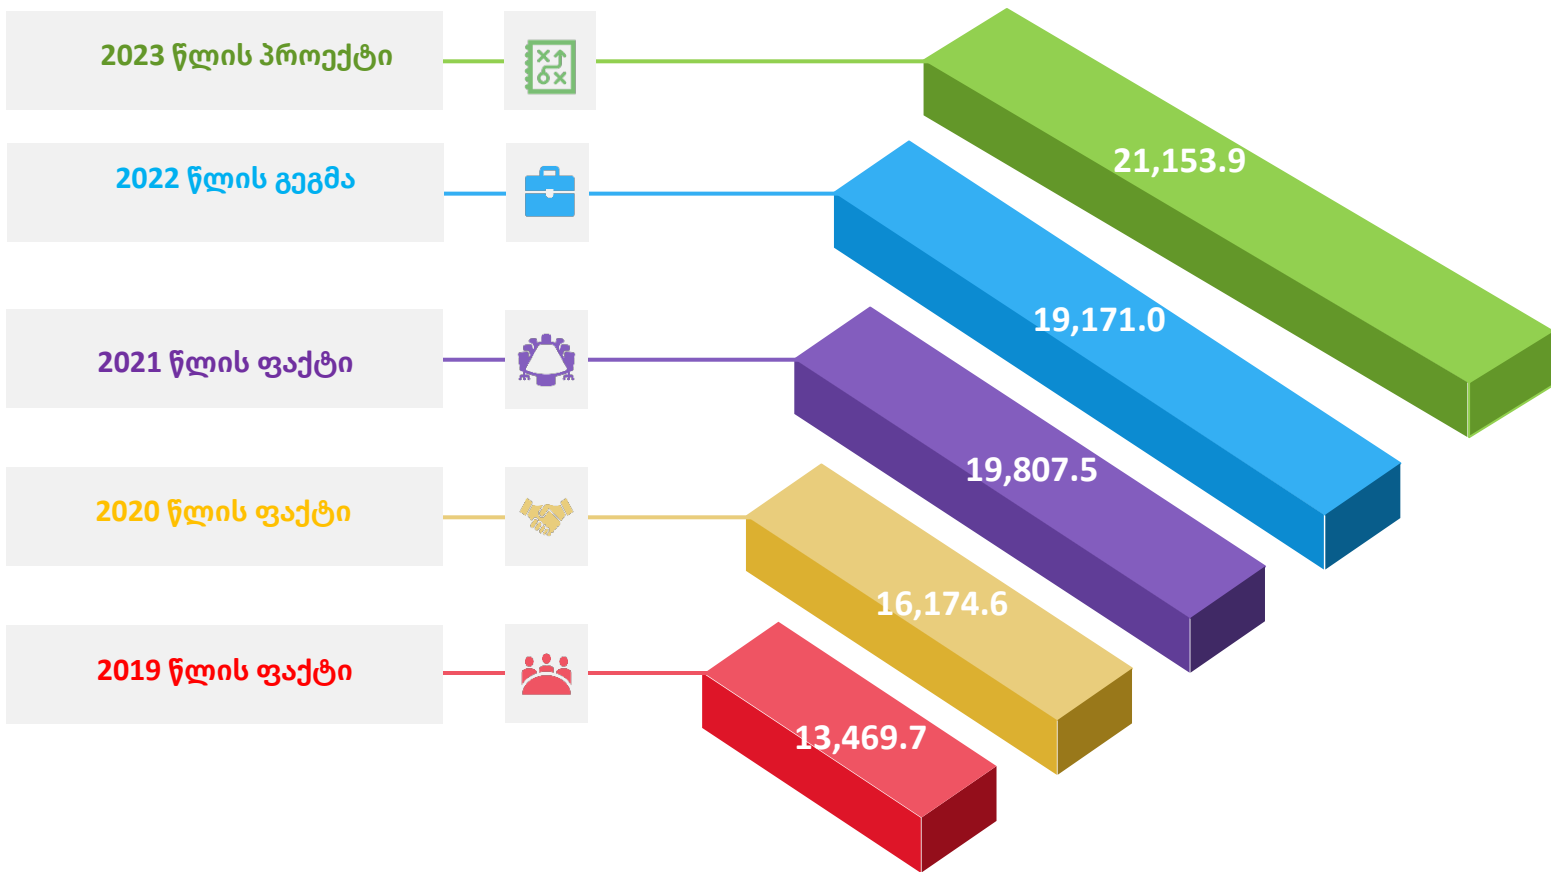 2023 წლის პროექტი
21,153.9
2022 წლის გეგმა
19,171.0
2021 წლის ფაქტი
19,807.5
2020 წლის ფაქტი
16,174.6
2019 წლის ფაქტი
13,469.7